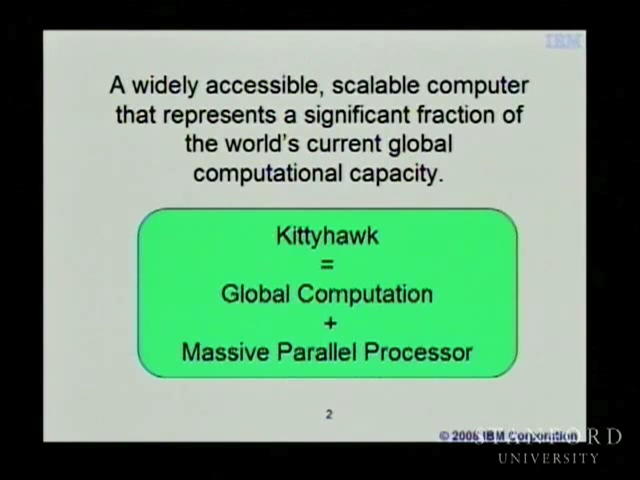 IBM
A widely accessible, scalable computer
that represents a significant fraction of
the world's current global
computational capacity.
Kittyhawk
=
Global Computation
+
Massive Parallel Processor
2
© 2008 IBM Corporation
STANFORD
UNIVERSITY